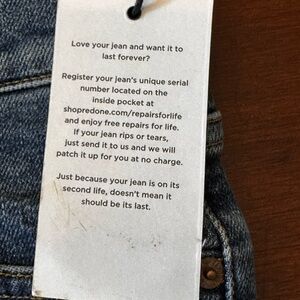 Love your jean and want it to
last forever?
Register your jean's unique serial
number located on the
inside pocket at
shopredone.com/repairsforlife
and enjoy free repairs for life.
If your jean rips or tears,
just send it to us and we will
patch it up for you at no charge.
Just because your jean is on its
second life, doesn't mean it
should be its last.